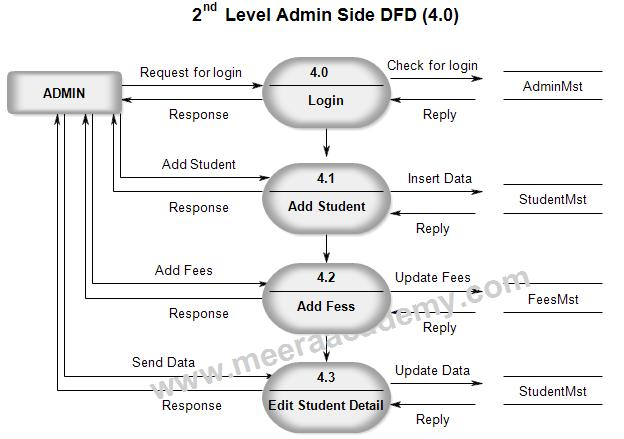 2nd Level Admin Side DFD (4.0)
ADMIN
Request for login
Response
4.0
Login
Check for login
Reply
AdminMst
Add Student
Response
4.1
Add Student
Insert Data
Reply
StudentMst
Add Fees
Response
4.2
Add Fess
Update Fees
Reply
FeesMst
Send Data
Response
4.3
Edit Student Detail
Update Data
Reply
StudentMst
www.meeraacademy.com